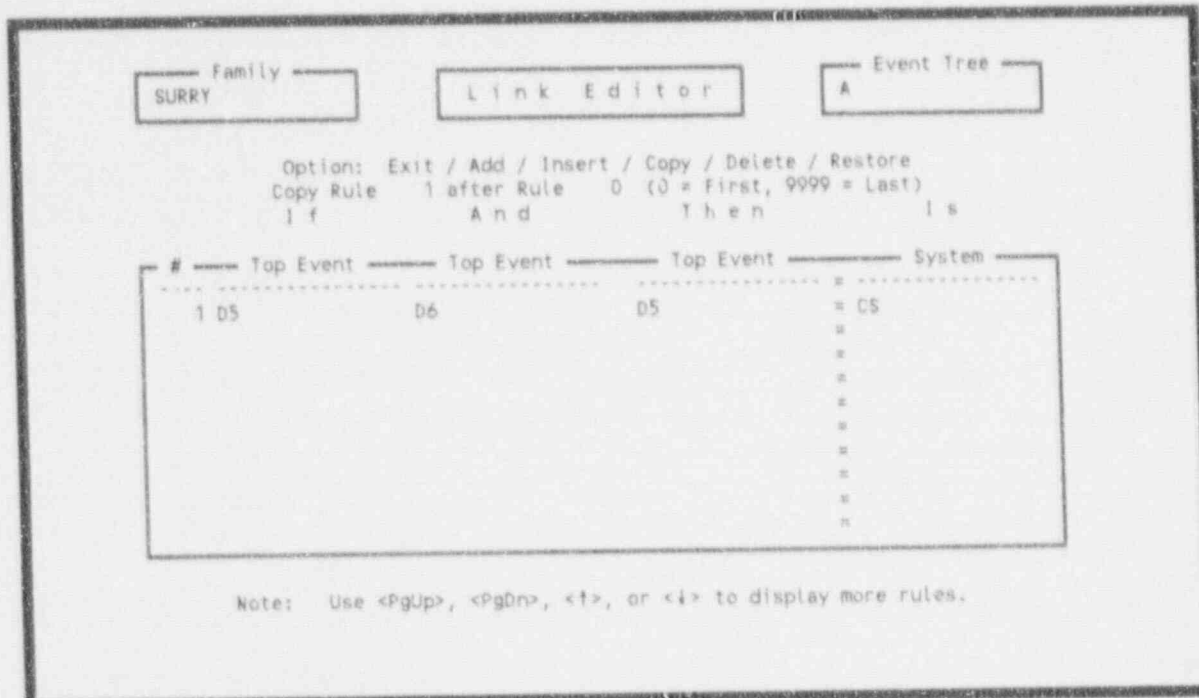 Family
SURRY
Link Editor
Event Tree
A
Option: Exit / Add / Insert / Copy / Delete / Restore
Copy Rule 1 after Rule 0 (0 = First, 9999 = Last)
If And Then Is
# Top Event Top Event Top Event System
=
1 D5 D6 D5 = CS
=
=
=
=
=
=
=
=
=
Note: Use <PgUp>, <PgDn>, <↑>, or <↓> to display more rules.